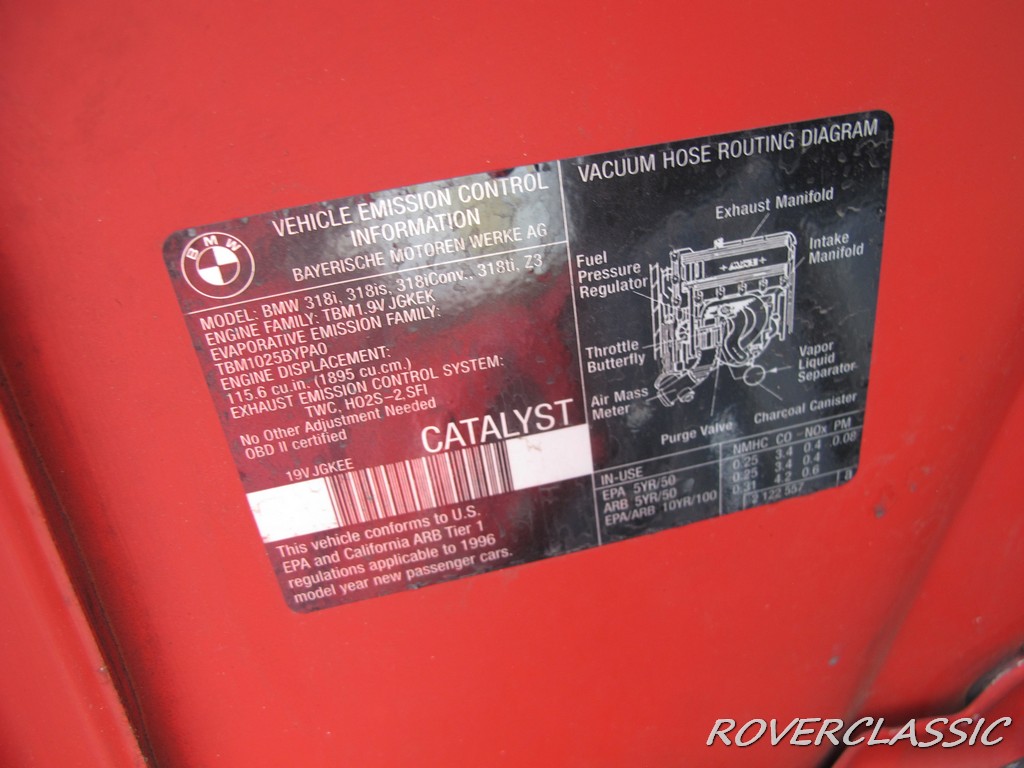 BMW
VEHICLE EMISSION CONTROL
INFORMATION
BAYERISCHE MOTOREN WERKE AG
MODEL: BMW 318i, 318is, 318iConv., 318ti, Z3
ENGINE FAMILY: TBM1.9VJGKEK
EVAPORATIVE EMISSION FAMILY:
TBM1025BYPA0
ENGINE DISPLACEMENT:
115.6 cu.in. (1895 cu.cm.)
EXHAUST EMISSION CONTROL SYSTEM:
TWC, HO2S-2,SFI
No Other Adjustment Needed
OBD II certified
CATALYST
19VJGKEE
This vehicle conforms to U.S.
EPA and California ARB Tier 1
regulations applicable to 1996
model year new passenger cars.
VACUUM HOSE ROUTING DIAGRAM
Exhaust Manifold
Fuel
Pressure
Regulator
Intake
Manifold
Throttle
Butterfly
Vapor
Liquid
Separator
Air Mass
Meter
Charcoal Canister
Purge Valve
NMHC CO NOx PM
IN-USE
EPA 5YR/50 0.25 3.4 0.4 .0.08
ARB 5YR/50 0.25 3.4 0.4
EPA/ARB 10YR/100 0.31 4.2 0.6
2 122 557
ROVERCLASSIC